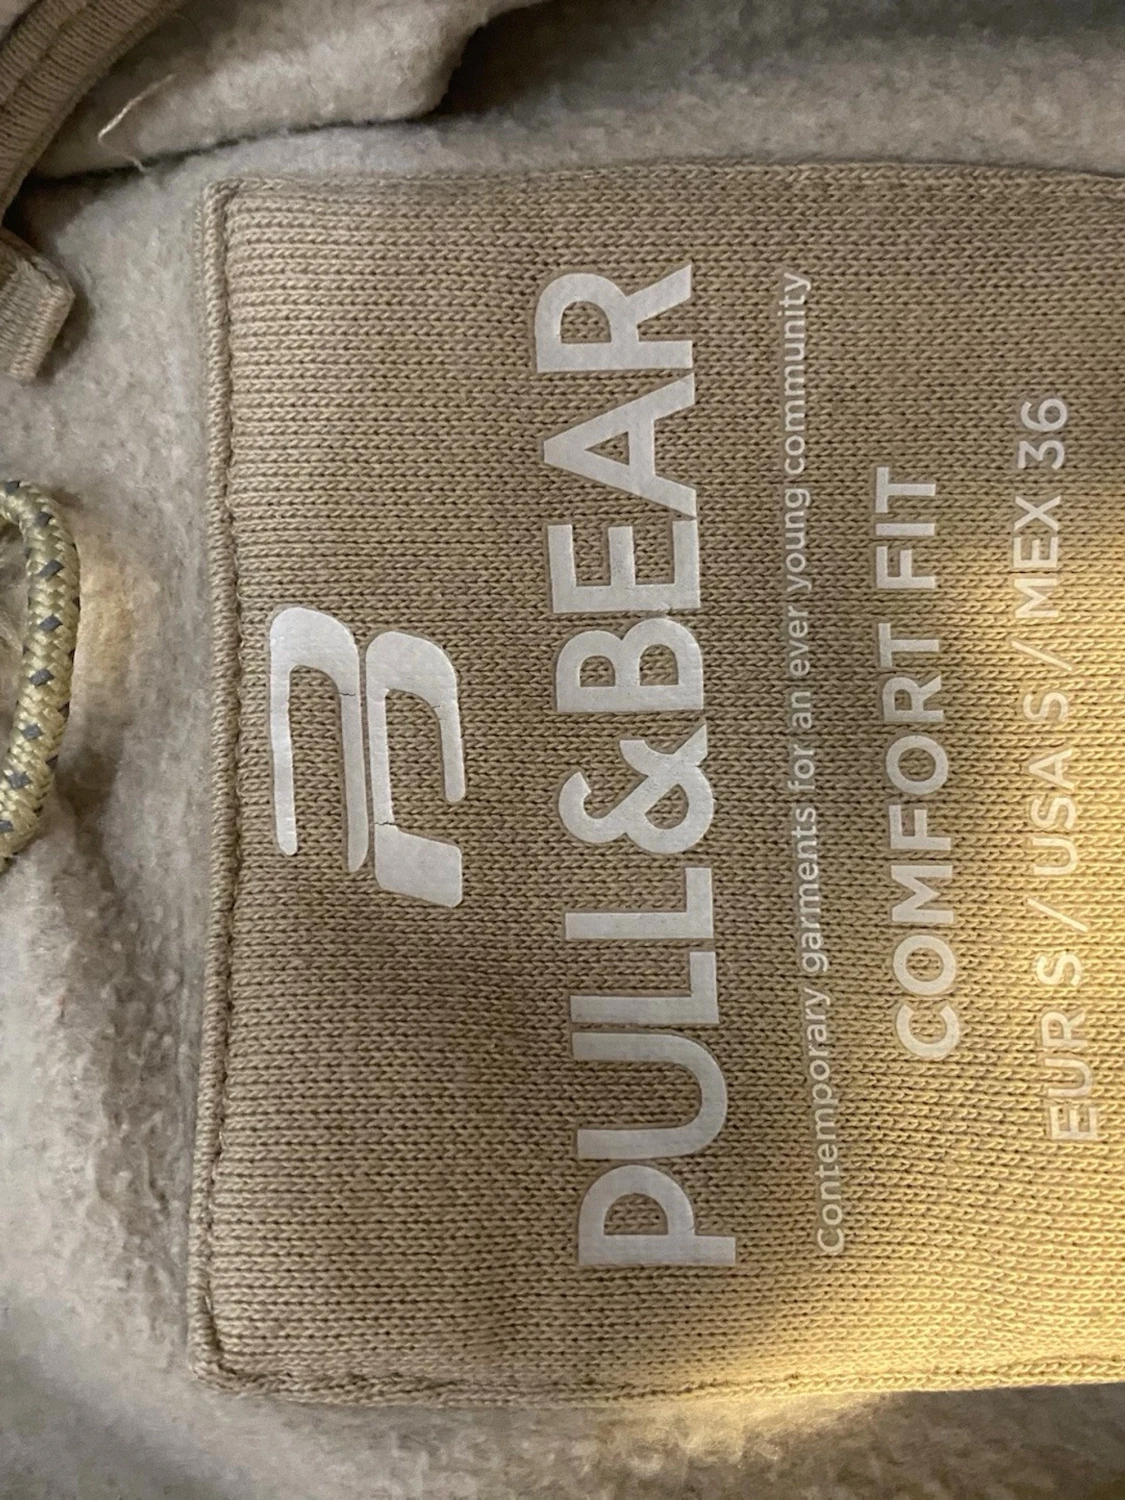 PULL&BEAR
Contemporary garments for an ever young community
COMFORT FIT
EUR S / USA S / MEX 36